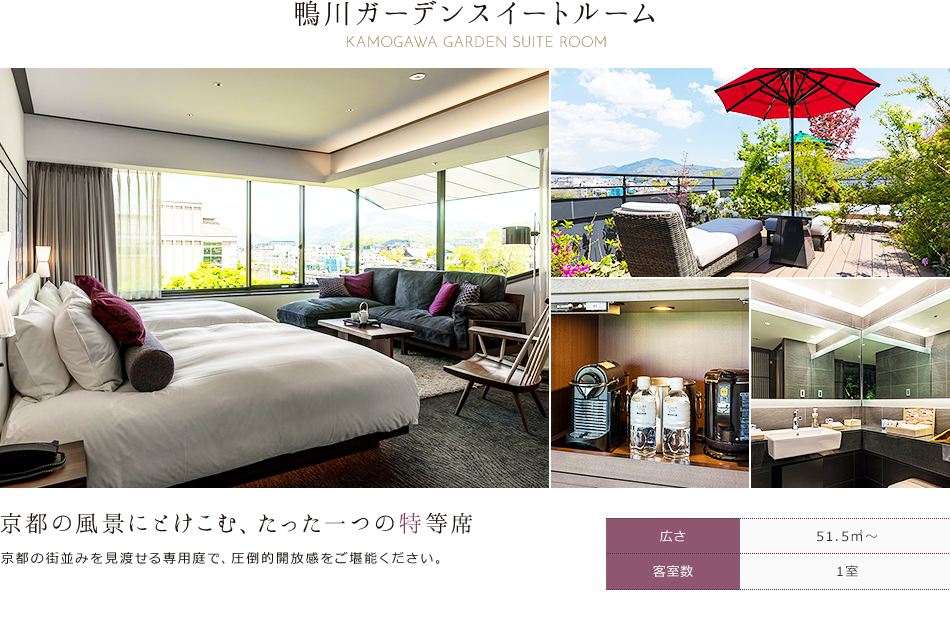 鴨川ガーデンスイートルーム
KAMOGAWA GARDEN SUITE ROOM
京都の風景にとけこむ、たった一つの特等席
京都の街並みを見渡せる専用庭で、圧倒的開放感をご堪能ください。
広さ 51.5㎡～
客室数 1室